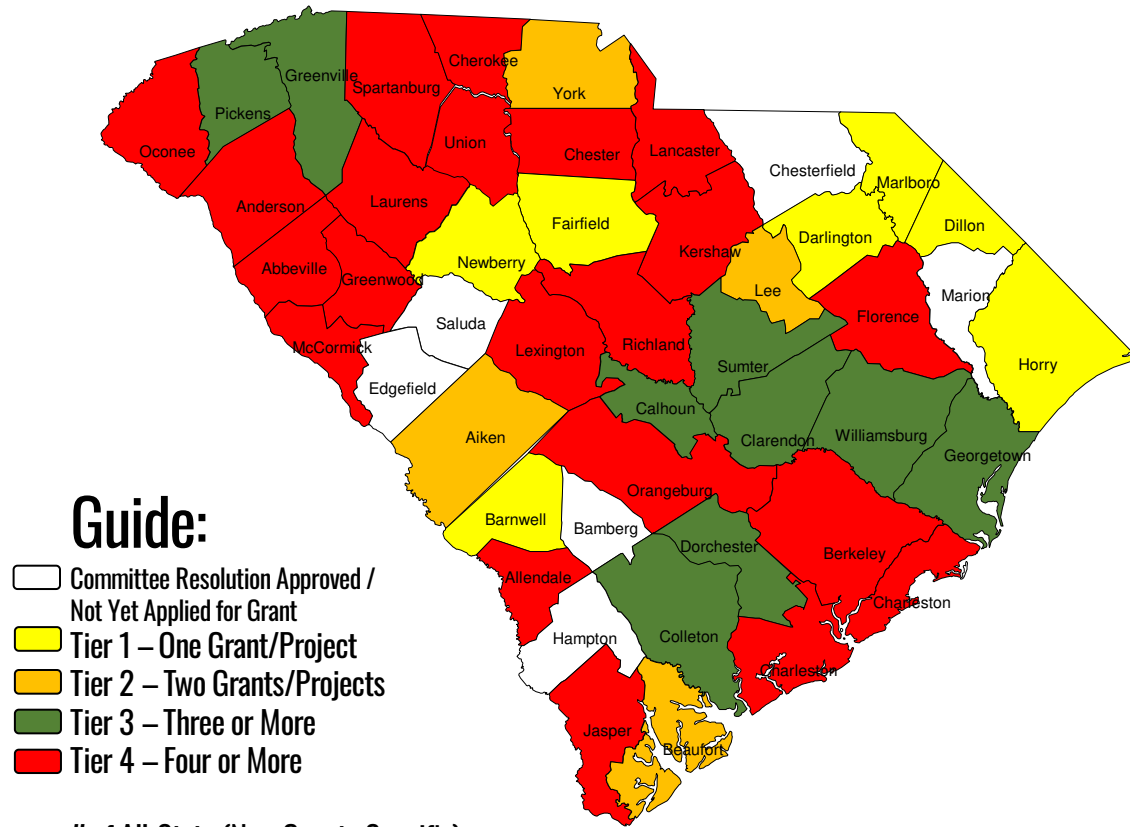 Cherokee
Greenville
Spartanburg
York
Pickens
Union
Oconee
Chester
Lancaster
Chesterfield
Marlboro
Anderson
Laurens
Fairfield
Darlington
Dillon
Kershaw
Newberry
Abbeville
Greenwood
Lee
Marion
Saluda
Florence
McCormick
Lexington
Richland
Horry
Sumter
Edgefield
Calhoun
Aiken
Clarendon
Williamsburg
Georgetown
Orangeburg
Barnwell
Bamberg
Dorchester
Berkeley
Allendale
Charleston
Hampton
Colleton
Charleston
Jasper
Beaufort
Guide:
Committee Resolution Approved /
Not Yet Applied for Grant
Tier 1 – One Grant/Project
Tier 2 – Two Grants/Projects
Tier 3 – Three or More
Tier 4 – Four or More